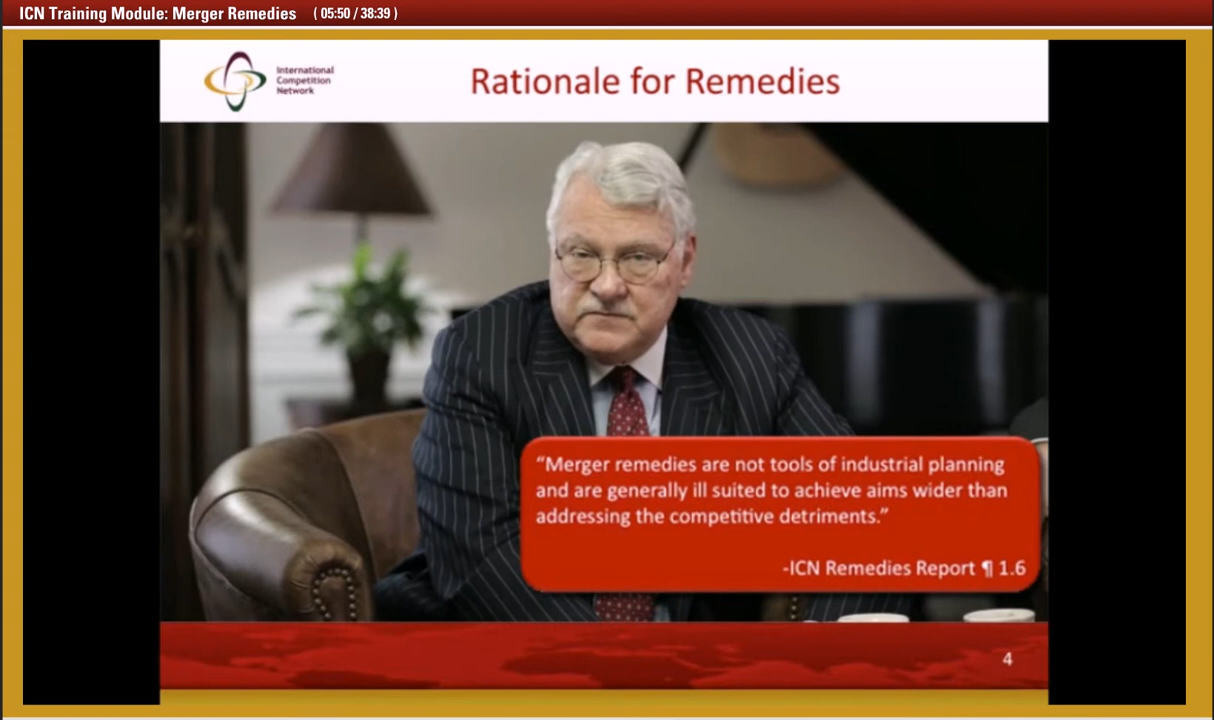 ICN Training Module: Merger Remedies ( 05:50 / 38:39 )
International
Competition
Network
Rationale for Remedies
“Merger remedies are not tools of industrial planning
and are generally ill suited to achieve aims wider than
addressing the competitive detriments.”
-ICN Remedies Report ¶ 1.6
4